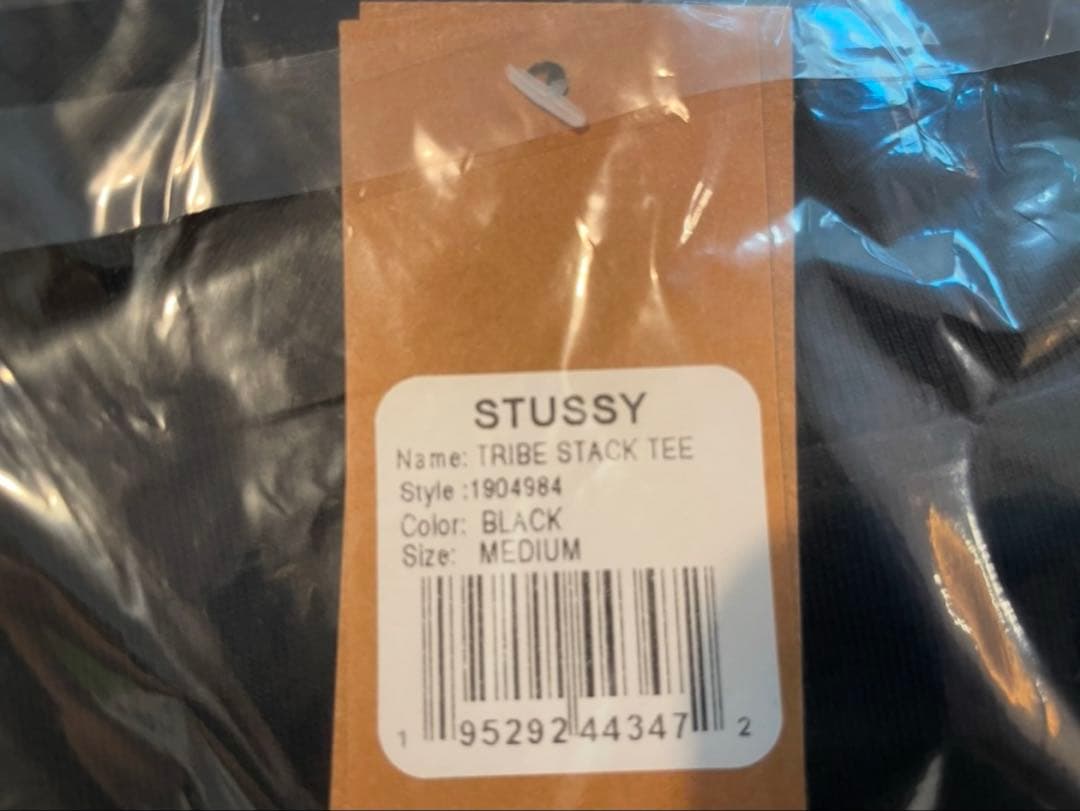 STUSSY
Name: TRIBE STACK TEE
Style :1904984
Color: BLACK
Size: MEDIUM
1 95292 44347 2